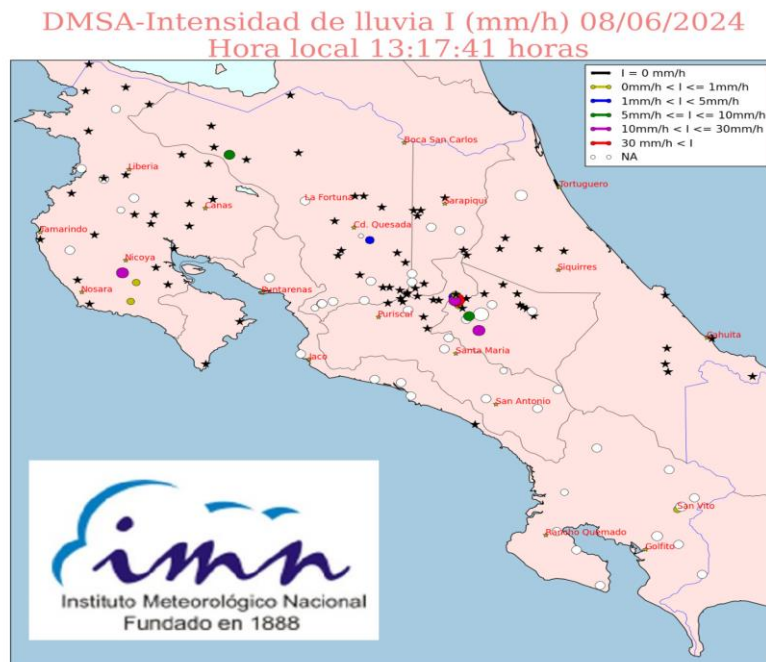 DMSA-Intensidad de lluvia I (mm/h) 08/06/2024
Hora local 13:17:41 horas
I = 0 mm/h
0mm/h < I <= 1mm/h
1mm/h < I < 5mm/h
5mm/h <= I <= 10mm/h
10mm/h < I <= 30mm/h
30 mm/h < I
NA
Boca San Carlos
Liberia
Tortuguero
La Fortuna
Sarapiqui
Canas
Tamarindo
Cd. Quesada
Nicoya
Siquirres
Nosara
Puntarenas
Puriscal
Cahuita
Jaco
Santa Maria
San Antonio
San Vito
Rancho Quemado
Golfito
imn
Instituto Meteorológico Nacional
Fundado en 1888